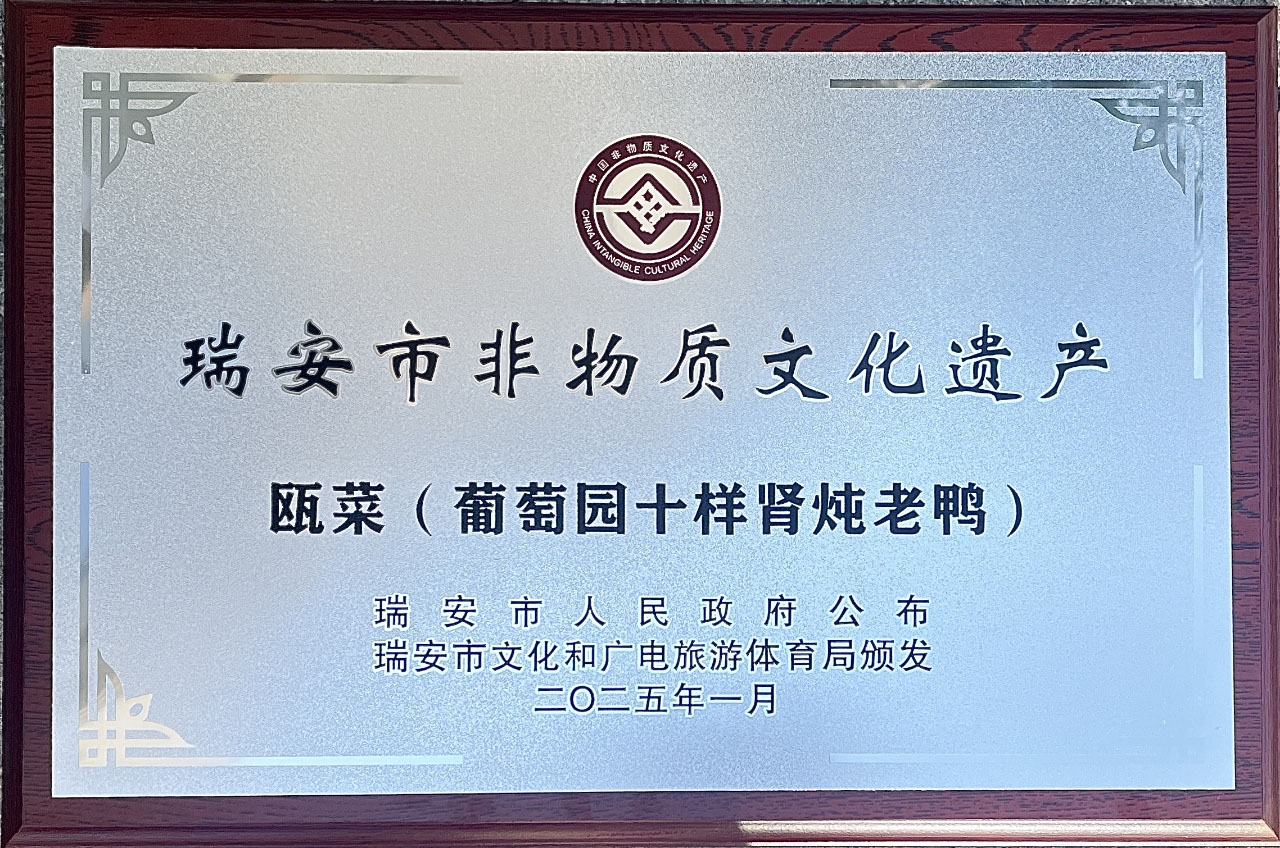 中国非物质文化遗产
CHINA INTANGIBLE CULTURAL HERITAGE
瑞安市非物质文化遗产
瓯菜（葡萄园十样肾炖老鸭）
瑞安市人民政府公布
瑞安市文化和广电旅游体育局颁发
二〇二五年一月